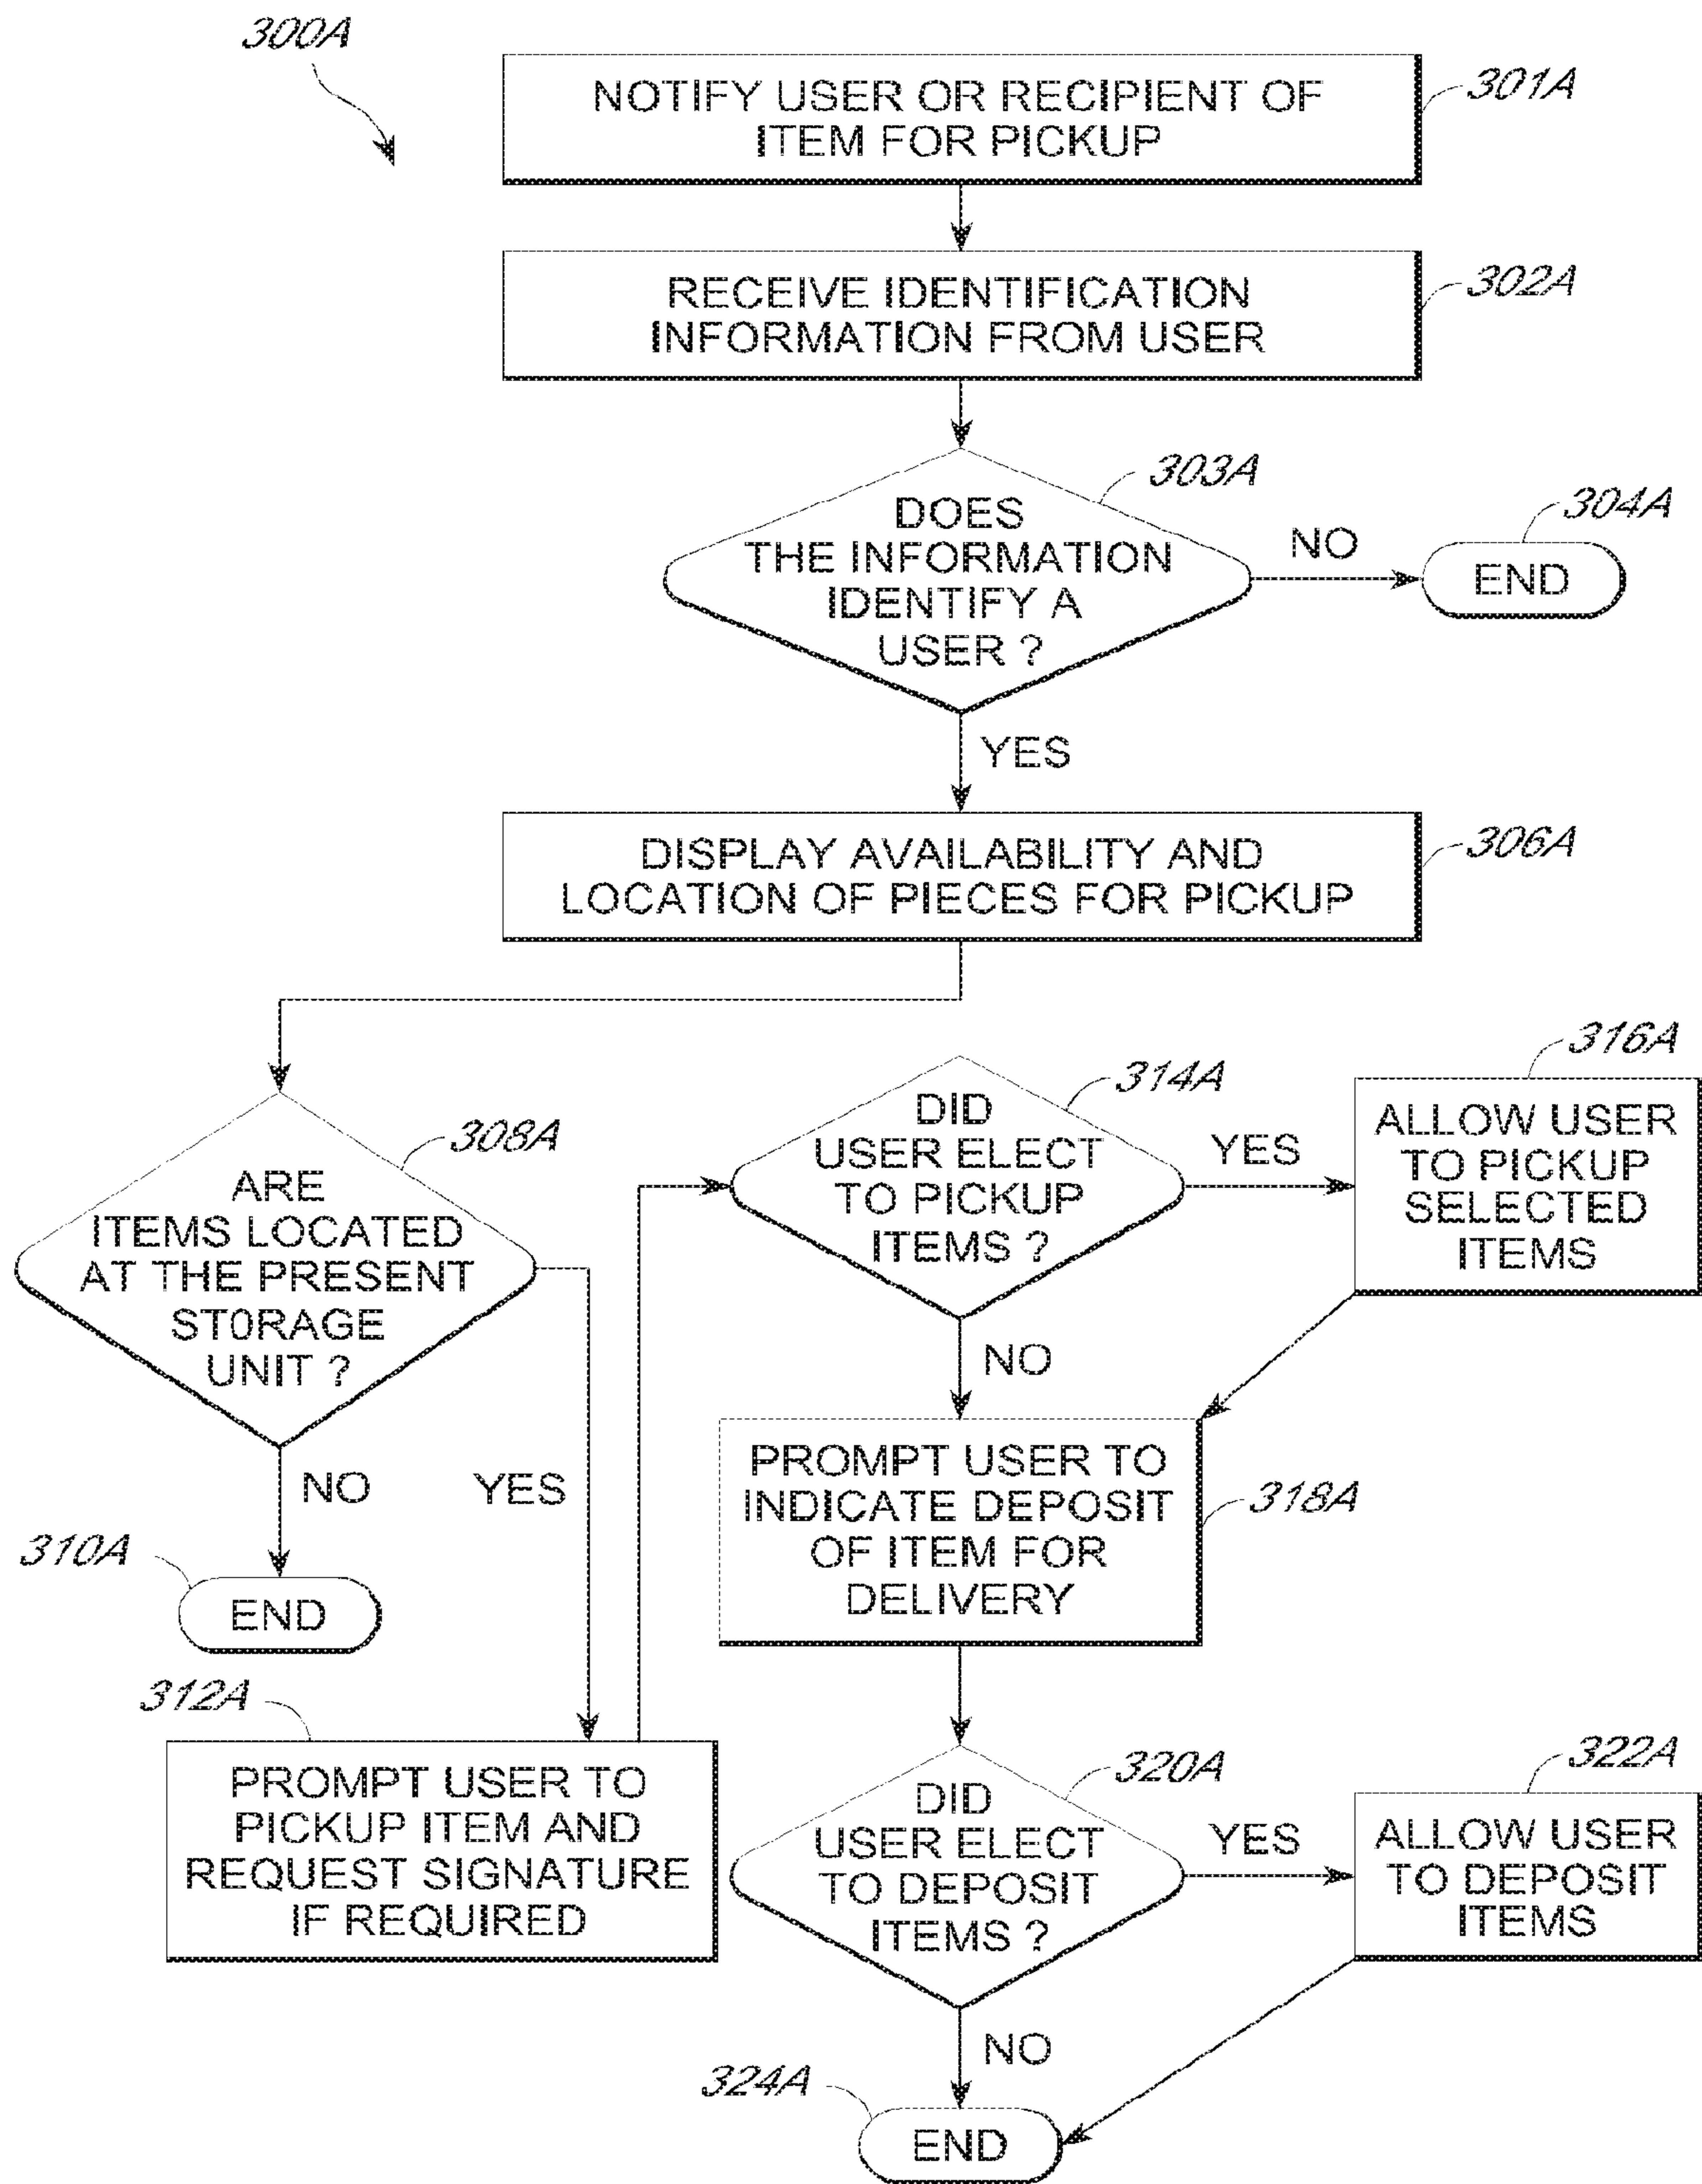 300A
NOTIFY USER OR RECIPIENT OF
ITEM FOR PICKUP
301A
RECEIVE IDENTIFICATION
INFORMATION FROM USER
302A
303A
DOES
THE INFORMATION
IDENTIFY A
USER ?
NO
304A
END
YES
DISPLAY AVAILABILITY AND
LOCATION OF PIECES FOR PICKUP
306A
308A
ARE
ITEMS LOCATED
AT THE PRESENT
ST0RAGE
UNIT ?
NO
YES
310A
END
312A
PROMPT USER TO
PICKUP ITEM AND
REQUEST SIGNATURE
IF REQUIRED
314A
DID
USER ELECT
TO PICKUP
ITEMS ?
YES
316A
ALLOW USER
TO PICKUP
SELECTED
ITEMS
NO
PROMPT USER TO
INDICATE DEPOSIT
OF ITEM FOR
DELIVERY
318A
320A
DID
USER ELECT
TO DEPOSIT
ITEMS ?
YES
322A
ALLOW USER
TO DEPOSIT
ITEMS
NO
324A
END